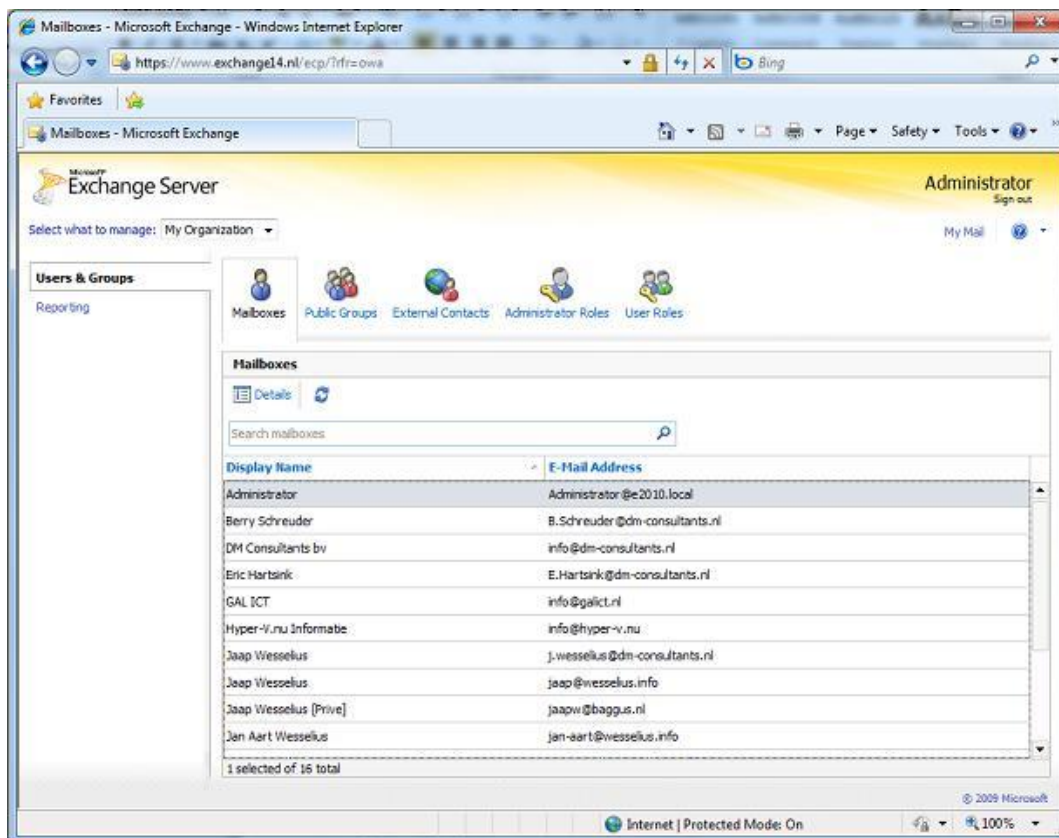 Mailboxes - Microsoft Exchange - Windows Internet Explorer
https://www.exchange14.nl/ecp/?rfr=owa
Bing
Favorites
Mailboxes - Microsoft Exchange
Page Safety Tools
Microsoft
Exchange Server
Administrator
Sign out
Select what to manage: My Organization
My Mail
Users & Groups
Reporting
Mailboxes Public Groups External Contacts Administrator Roles User Roles
Mailboxes
Details
Search mailboxes
Display Name E-Mail Address
Administrator Administrator@e2010.local
Berry Schreuder B.Schreuder@dm-consultants.nl
DM Consultants bv info@dm-consultants.nl
Eric Hartsink E.Hartsink@dm-consultants.nl
GAL ICT info@galict.nl
Hyper-V.nu Informatie info@hyper-v.nu
Jaap Wesselius j.wesselius@dm-consultants.nl
Jaap Wesselius jaap@wesselius.info
Jaap Wesselius [Prive] jaapw@baggus.nl
Jan Aart Wesselius jan-aart@wesselius.info
1 selected of 16 total
© 2009 Microsoft
Internet | Protected Mode: On
100%